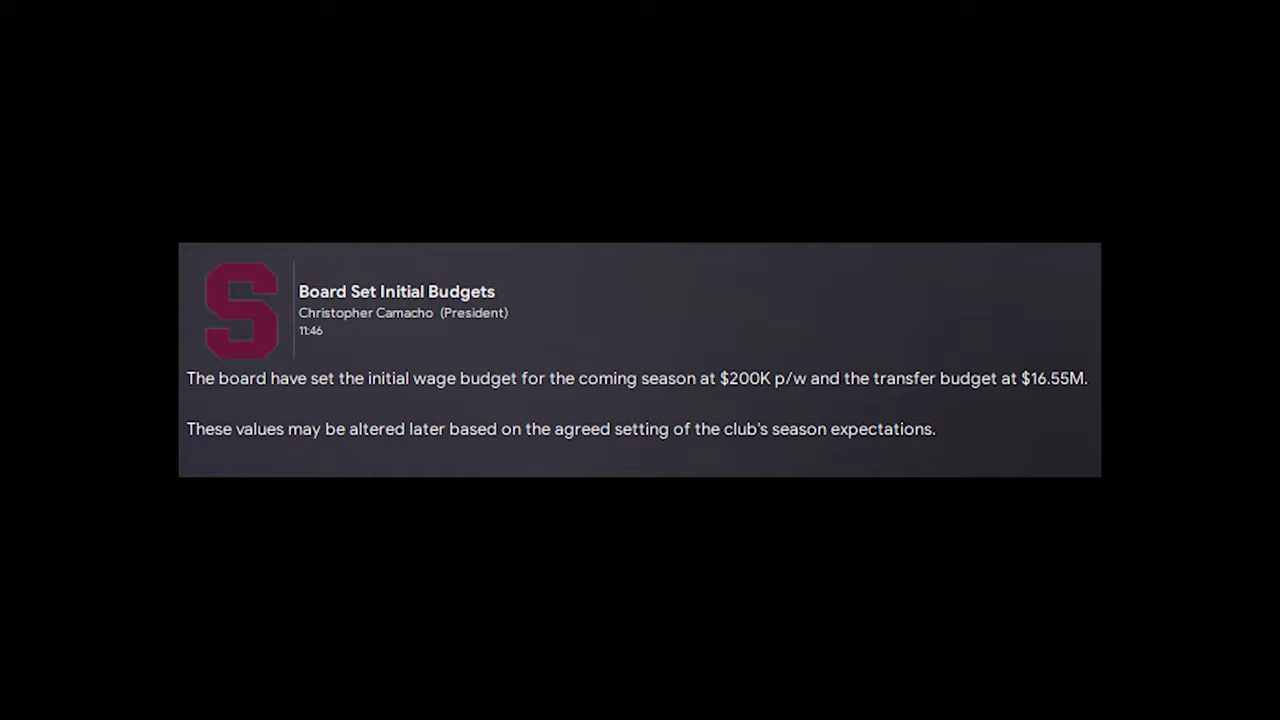 S
Board Set Initial Budgets
Christopher Camacho (President)
11:46
The board have set the initial wage budget for the coming season at $200K p/w and the transfer budget at $16.55M.
These values may be altered later based on the agreed setting of the club's season expectations.